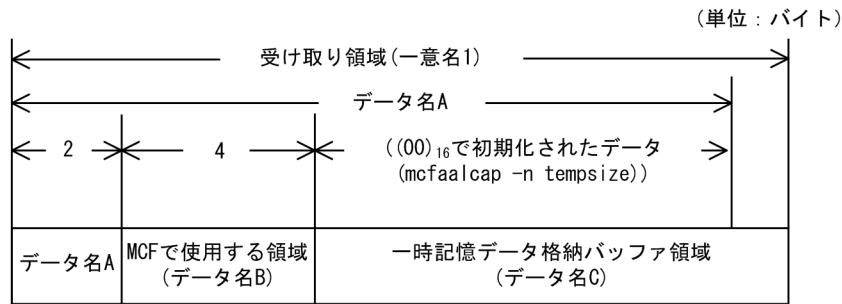 (単位：バイト)
受け取り領域(一意名1)
データ名A
2
4
((00)₁₆で初期化されたデータ
(mcfaalcap -n tempsize))
データ名A
MCFで使用する領域
(データ名B)
一時記憶データ格納バッファ領域
(データ名C)